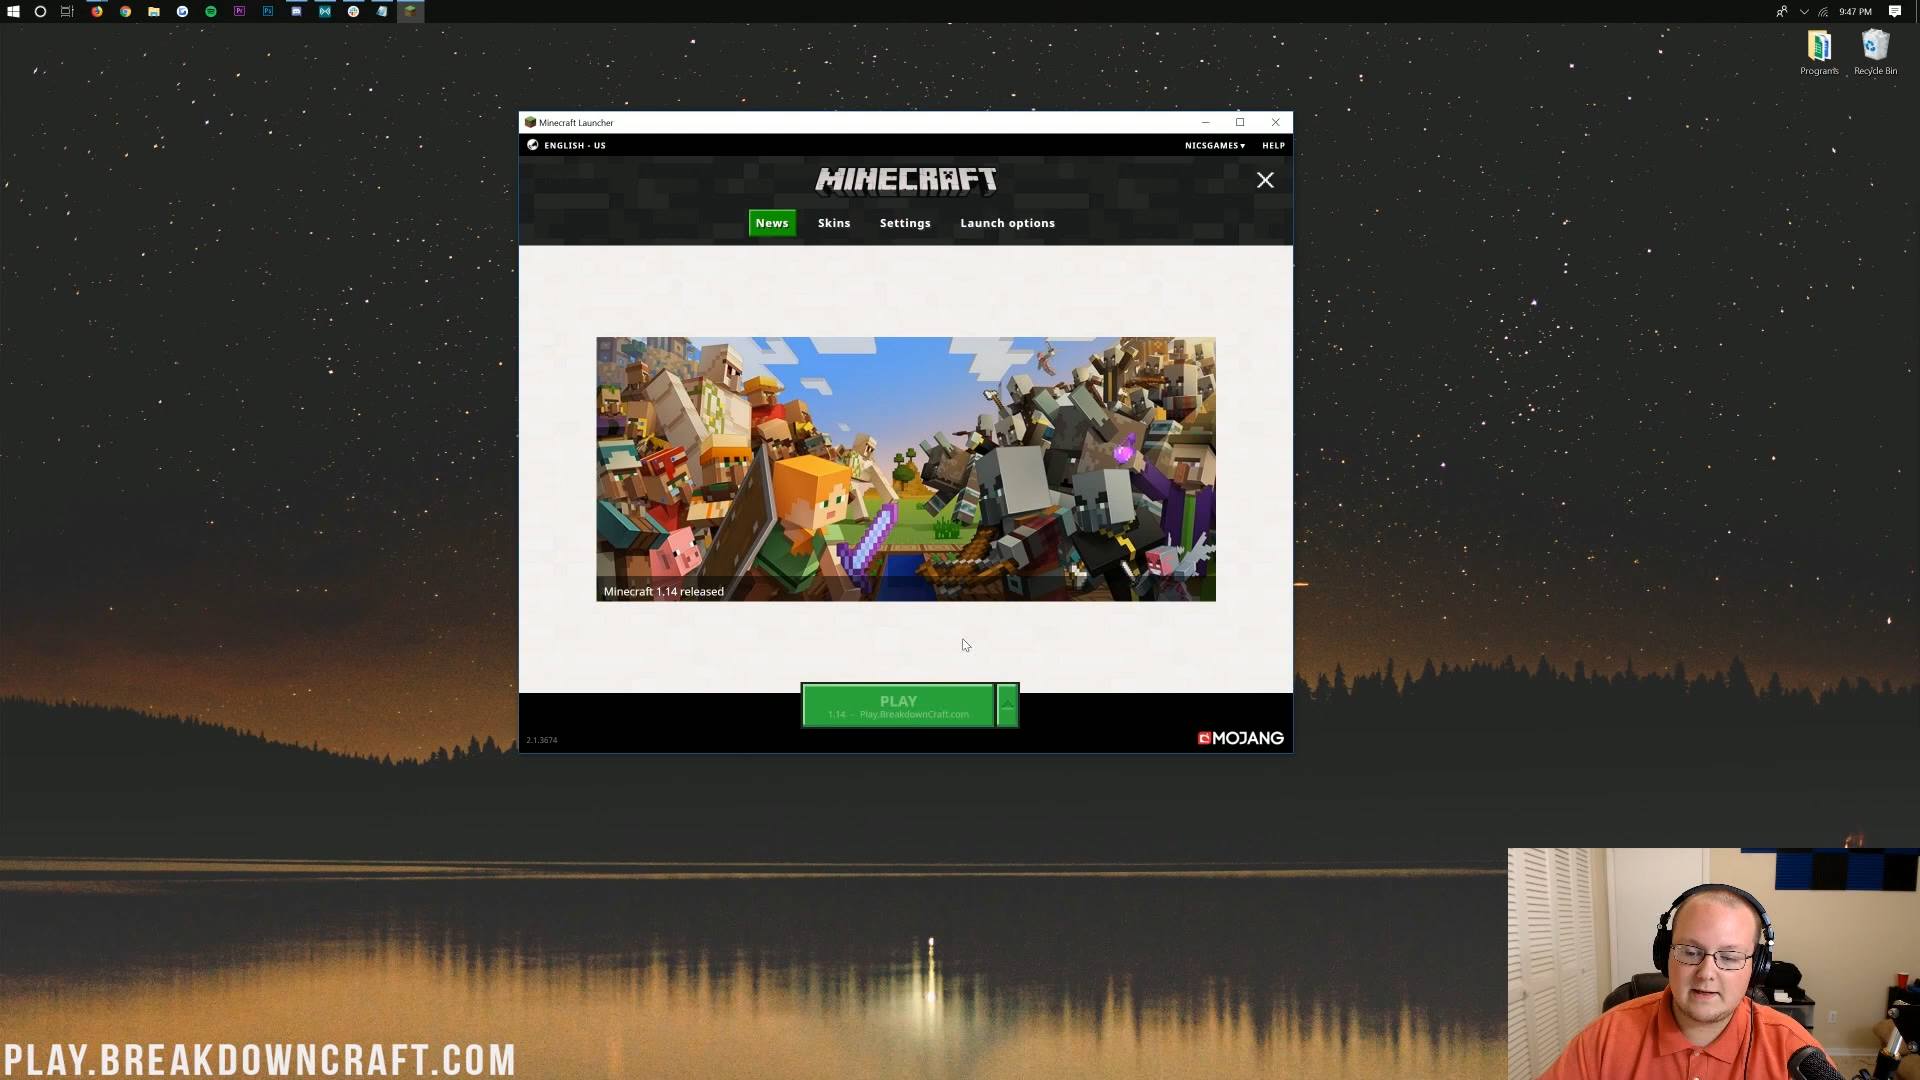 9:47 PM
Programs
Recycle Bin
Minecraft Launcher
ENGLISH - US
NICSGAMES
HELP
MINECRAFT
News
Skins
Settings
Launch options
Minecraft 1.14 released
PLAY
1.14 - Play.BreakdownCraft.com
2.1.3674
MOJANG
PLAY.BREAKDOWNCRAFT.COM